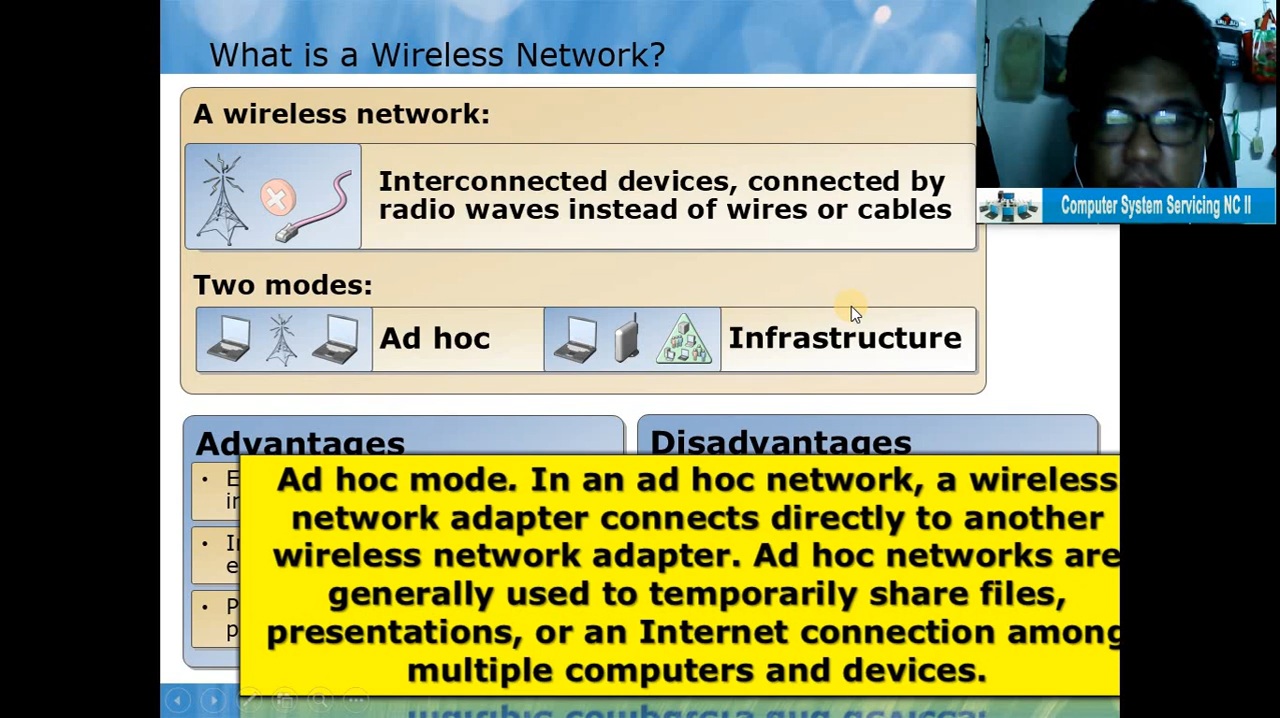 What is a Wireless Network?
A wireless network:
Interconnected devices, connected by
radio waves instead of wires or cables
Computer System Servicing NC II
Two modes:
Ad hoc
Infrastructure
Advantages
Disadvantages
Ad hoc mode. In an ad hoc network, a wireless
network adapter connects directly to another
wireless network adapter. Ad hoc networks are
generally used to temporarily share files,
presentations, or an Internet connection among
multiple computers and devices.